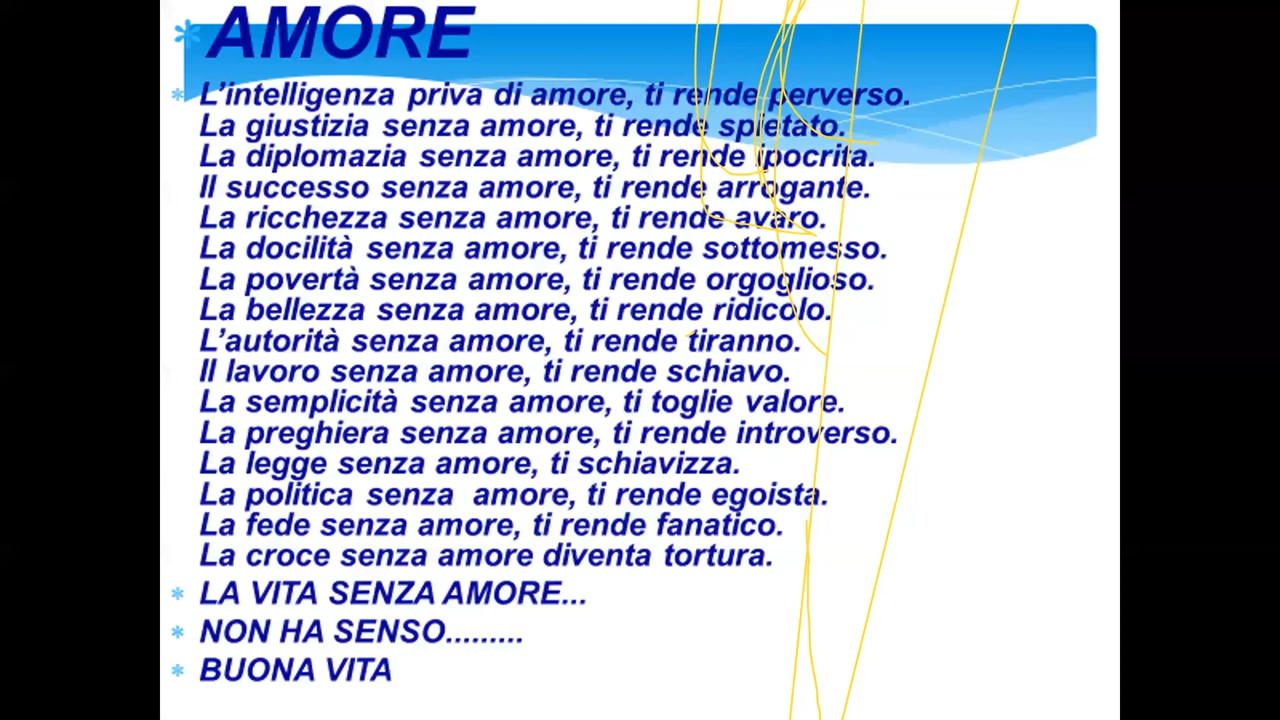 AMORE
L'intelligenza priva di amore, ti rende perverso.
La giustizia senza amore, ti rende spietato.
La diplomazia senza amore, ti rende ipocrita.
Il successo senza amore, ti rende arrogante.
La ricchezza senza amore, ti rende avaro.
La docilità senza amore, ti rende sottomesso.
La povertà senza amore, ti rende orgoglioso.
La bellezza senza amore, ti rende ridicolo.
L'autorità senza amore, ti rende tiranno.
Il lavoro senza amore, ti rende schiavo.
La semplicità senza amore, ti toglie valore.
La preghiera senza amore, ti rende introverso.
La legge senza amore, ti schiavizza.
La politica senza  amore, ti rende egoista.
La fede senza amore, ti rende fanatico.
La croce senza amore diventa tortura.
LA VITA SENZA AMORE...
NON HA SENSO.........
BUONA VITA